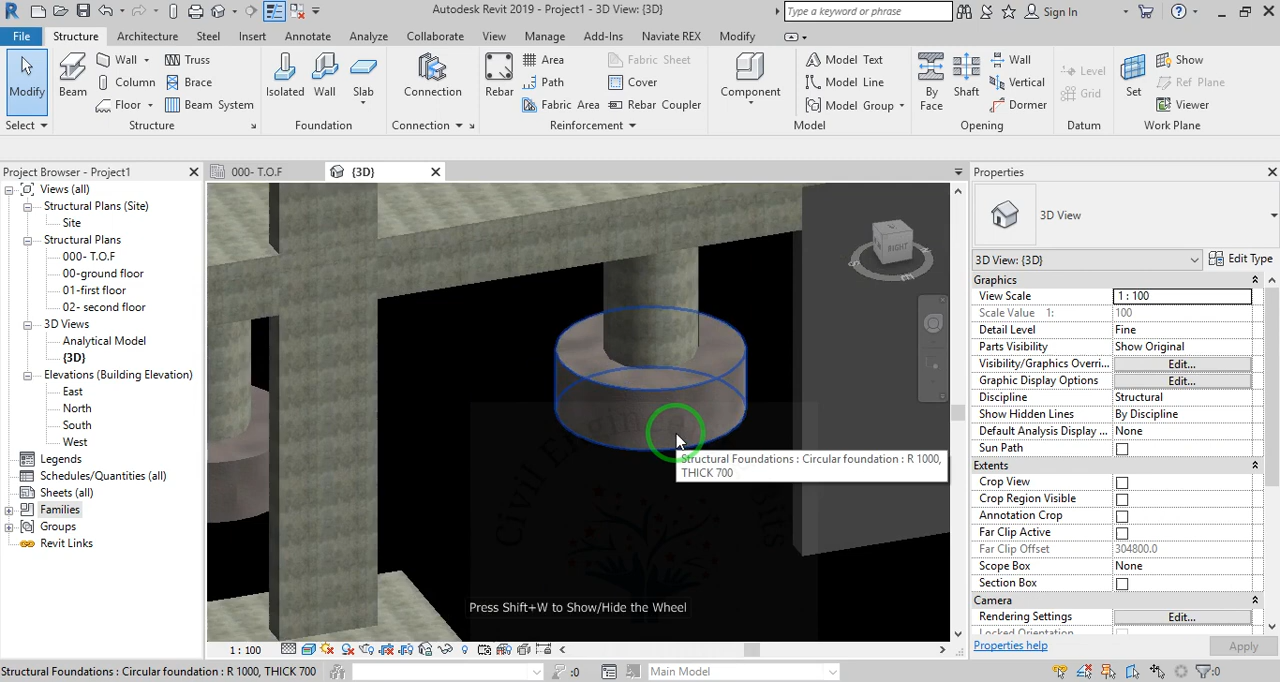 Autodesk Revit 2019 - Project1 - 3D View: {3D}
Type a keyword or phrase
Sign In
File Structure Architecture Steel Insert Annotate Analyze Collaborate View Manage Add-Ins Naviate REX Modify
Modify
Select
Beam
Wall
Column
Floor
Truss
Brace
Beam System
Structure
Isolated
Wall
Slab
Foundation
Connection
Connection
Rebar
Area
Path
Fabric Area
Fabric Sheet
Cover
Rebar Coupler
Reinforcement
Component
Model Text
Model Line
Model Group
Model
By
Face
Shaft
Wall
Vertical
Dormer
Opening
Level
Grid
Datum
Set
Show
Ref Plane
Viewer
Work Plane
Project Browser - Project1
Views (all)
Structural Plans (Site)
Site
Structural Plans
000- T.O.F
00-ground floor
01-first floor
02- second floor
3D Views
Analytical Model
{3D}
Elevations (Building Elevation)
East
North
South
West
Legends
Schedules/Quantities (all)
Sheets (all)
Families
Groups
Revit Links
000- T.O.F
{3D}
RIGHT
S
E
Structural Foundations : Circular foundation : R 1000,
THICK 700
Civil Engineer
Press Shift+W to Show/Hide the Wheel
1 : 100
Properties
3D View
3D View: {3D}
Edit Type
Graphics
View Scale 1 : 100
Scale Value 1: 100
Detail Level Fine
Parts Visibility Show Original
Visibility/Graphics Overri... Edit...
Graphic Display Options Edit...
Discipline Structural
Show Hidden Lines By Discipline
Default Analysis Display ... None
Sun Path
Extents
Crop View
Crop Region Visible
Annotation Crop
Far Clip Active
Far Clip Offset 304800.0
Scope Box None
Section Box
Camera
Rendering Settings Edit...
Locked Orientation
Properties help
Apply
Structural Foundations : Circular foundation : R 1000, THICK 700
:0
Main Model
:0